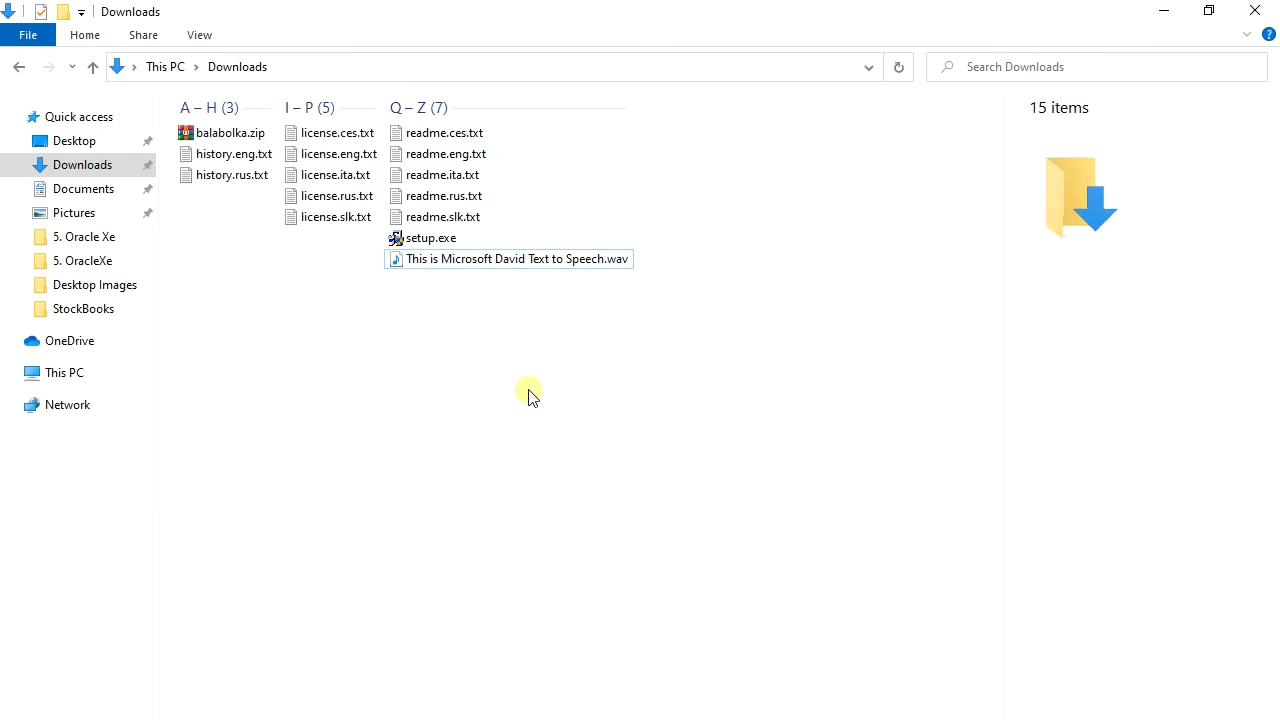 Downloads
File Home Share View
This PC Downloads
Search Downloads
Quick access
Desktop
Downloads
Documents
Pictures
5. Oracle Xe
5. OracleXe
Desktop Images
StockBooks
OneDrive
This PC
Network
A – H (3)
balabolka.zip
history.eng.txt
history.rus.txt
I – P (5)
license.ces.txt
license.eng.txt
license.ita.txt
license.rus.txt
license.slk.txt
Q – Z (7)
readme.ces.txt
readme.eng.txt
readme.ita.txt
readme.rus.txt
readme.slk.txt
setup.exe
This is Microsoft David Text to Speech.wav
15 items